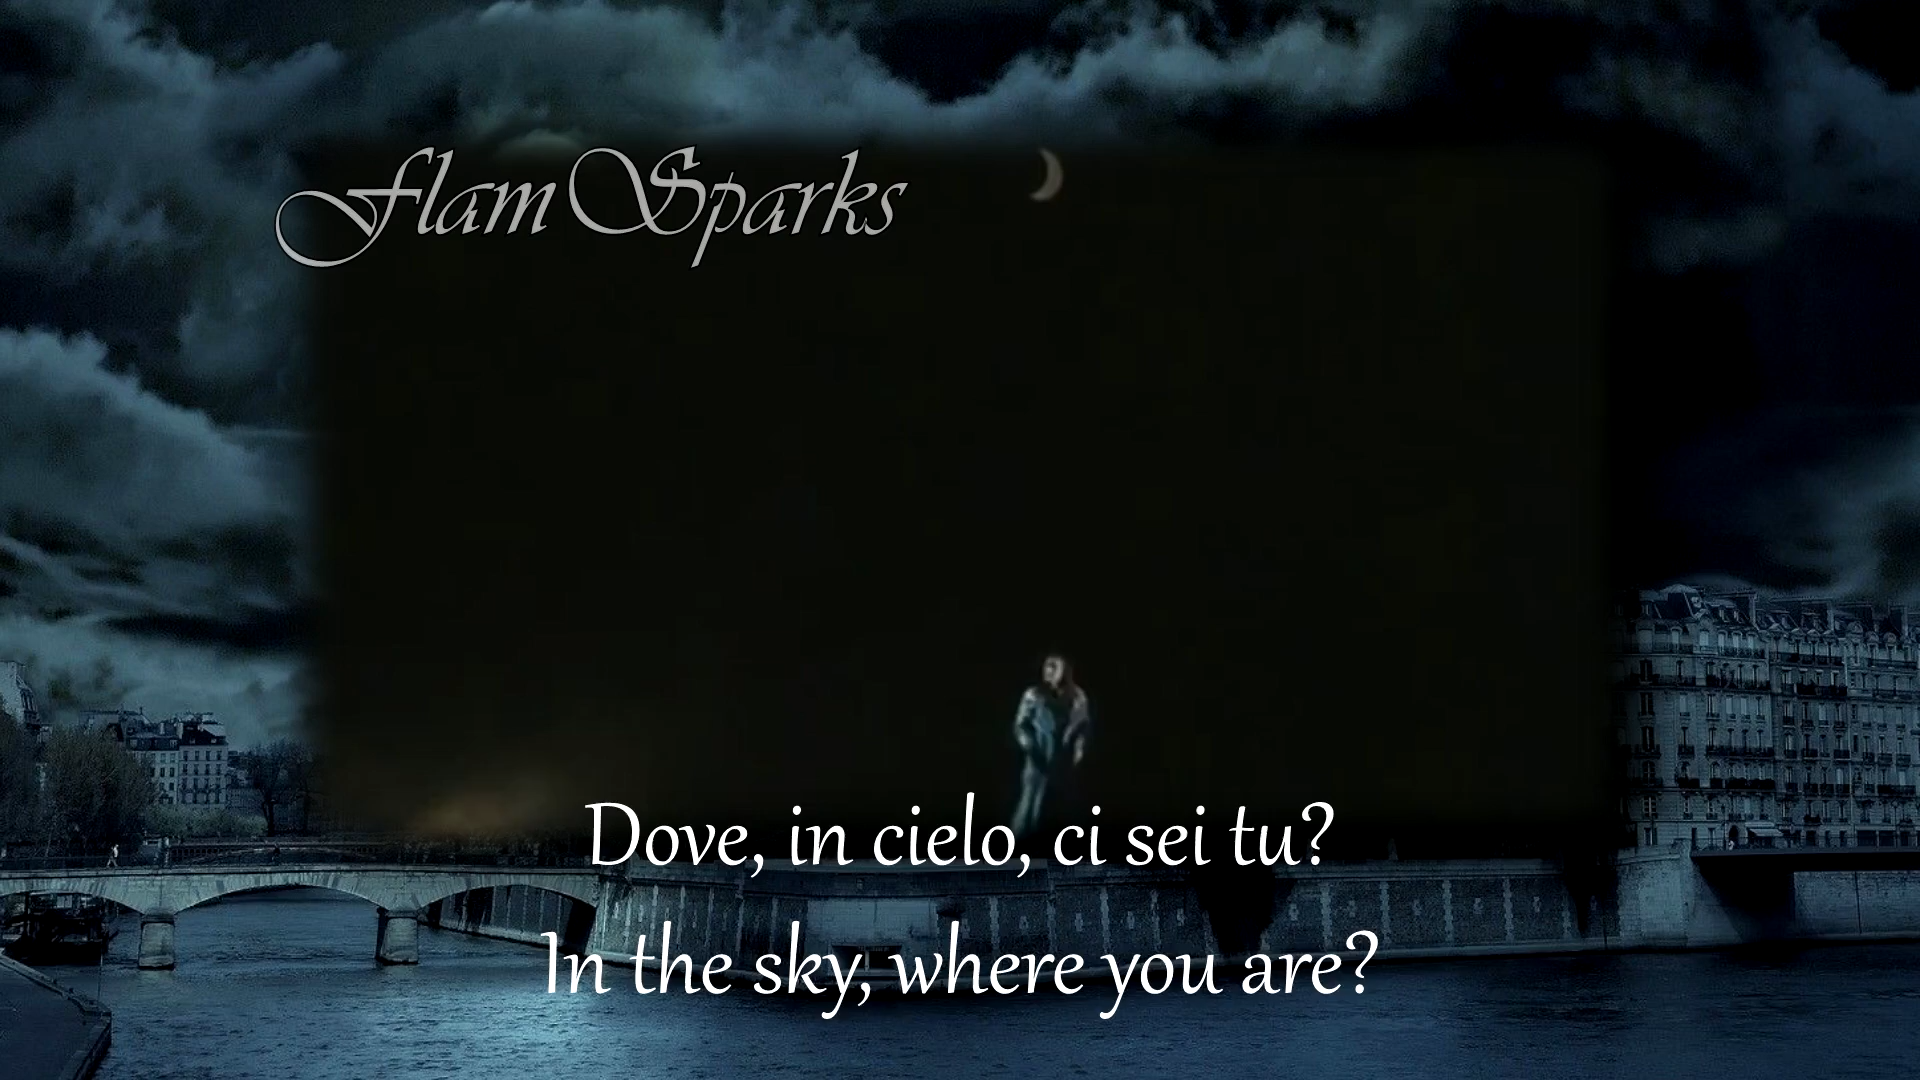 FlamSparks
Dove, in cielo, ci sei tu?
In the sky, where you are?